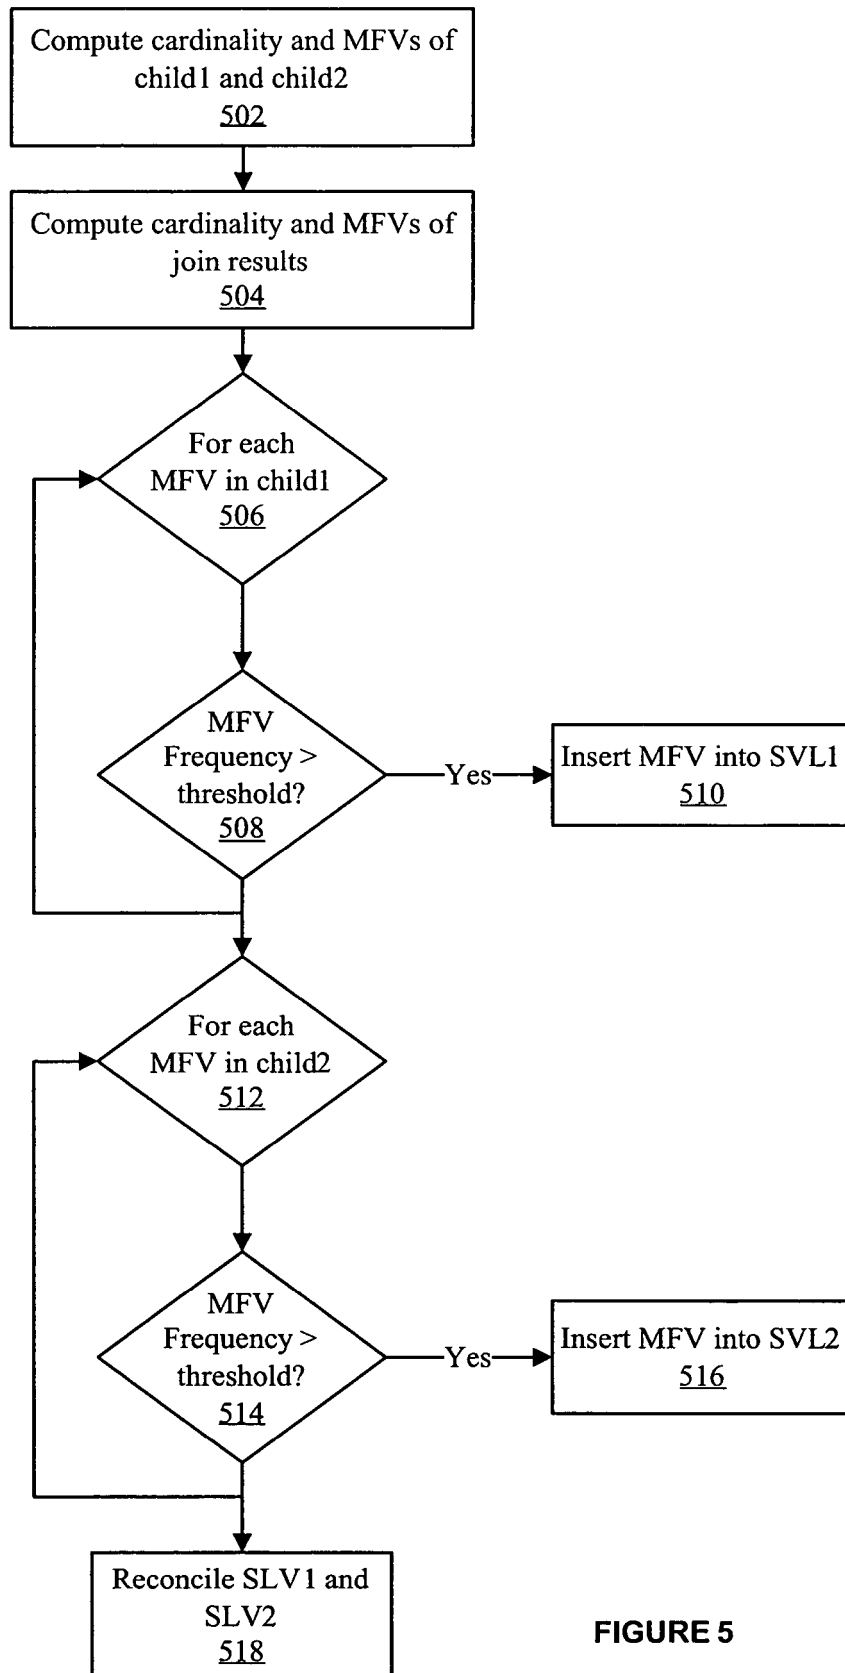 Compute cardinality and MFVs of
child1 and child2
502
Compute cardinality and MFVs of
join results
504
For each
MFV in child1
506
MFV
Frequency >
threshold?
508
Yes
Insert MFV into SVL1
510
For each
MFV in child2
512
MFV
Frequency >
threshold?
514
Yes
Insert MFV into SVL2
516
Reconcile SLV1 and
SLV2
518
FIGURE 5